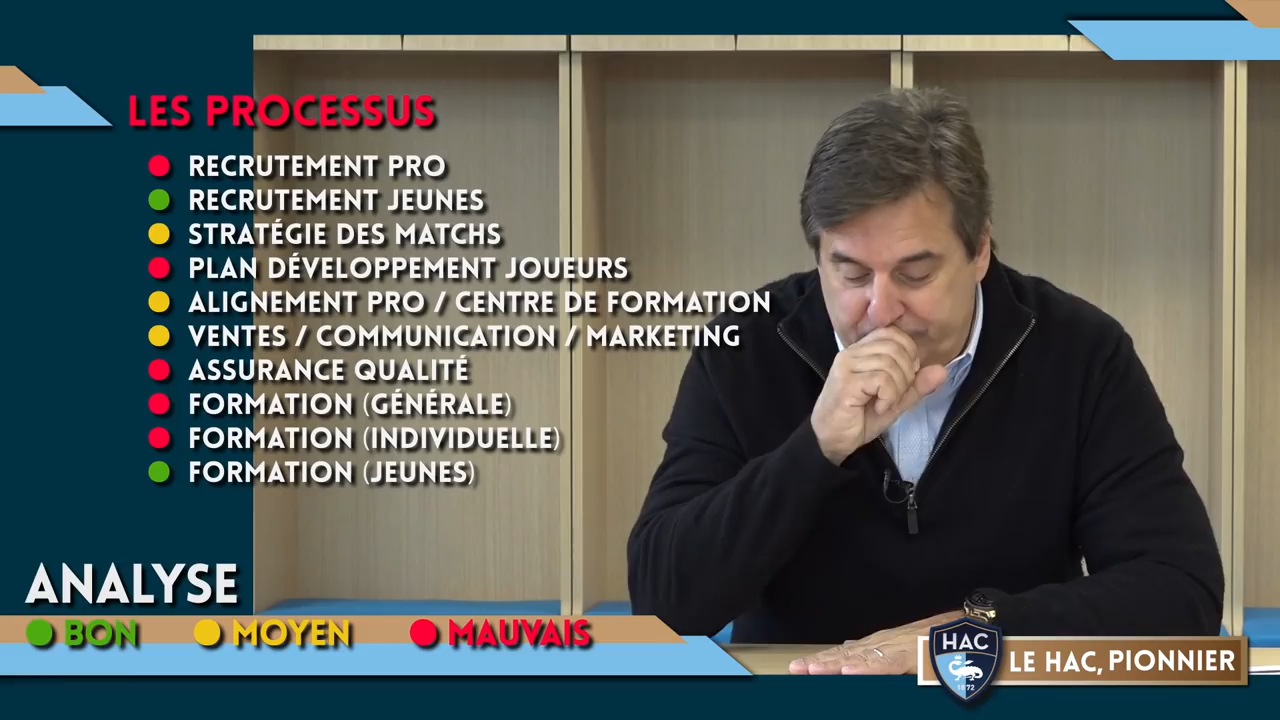 LES PROCESSUS
RECRUTEMENT PRO
RECRUTEMENT JEUNES
STRATÉGIE DES MATCHS
PLAN DÉVELOPPEMENT JOUEURS
ALIGNEMENT PRO / CENTRE DE FORMATION
VENTES / COMMUNICATION / MARKETING
ASSURANCE QUALITÉ
FORMATION (GÉNÉRALE)
FORMATION (INDIVIDUELLE)
FORMATION (JEUNES)
ANALYSE
BON MOYEN MAUVAIS
HAC
1872
LE HAC, PIONNIER